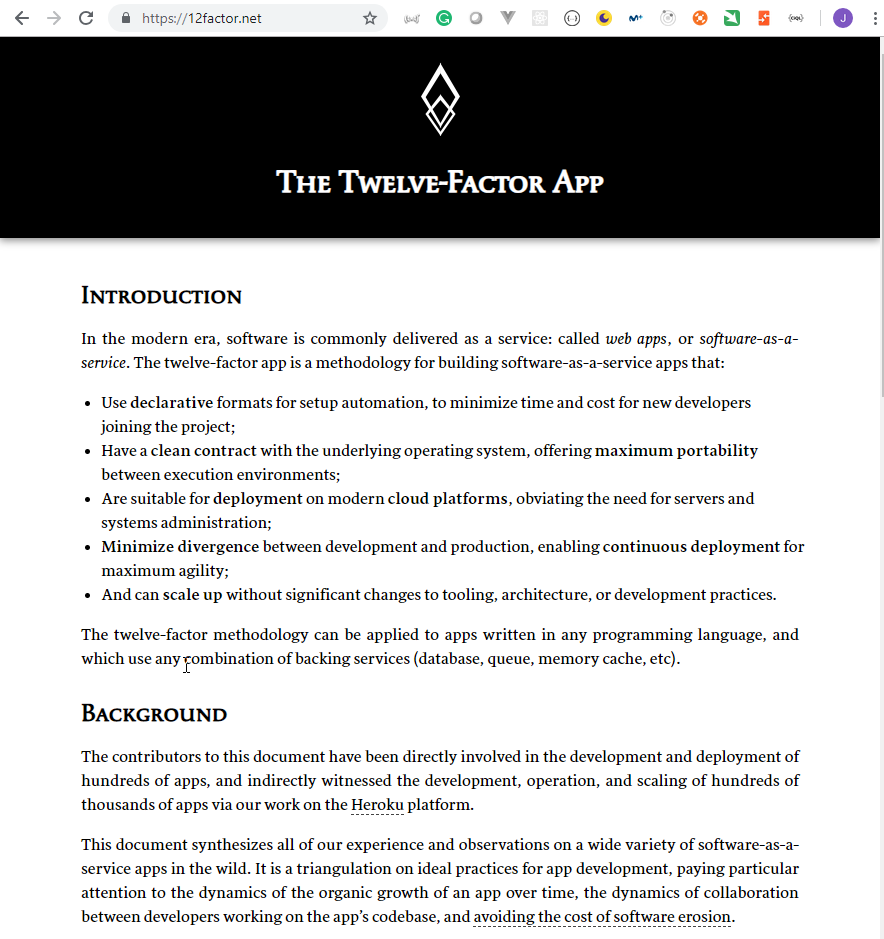 https://12factor.net
J
The Twelve-Factor App
Introduction
In the modern era, software is commonly delivered as a service: called web apps, or software-as-a-
service. The twelve-factor app is a methodology for building software-as-a-service apps that:
• Use declarative formats for setup automation, to minimize time and cost for new developers
joining the project;
• Have a clean contract with the underlying operating system, offering maximum portability
between execution environments;
• Are suitable for deployment on modern cloud platforms, obviating the need for servers and
systems administration;
• Minimize divergence between development and production, enabling continuous deployment for
maximum agility;
• And can scale up without significant changes to tooling, architecture, or development practices.
The twelve-factor methodology can be applied to apps written in any programming language, and
which use any combination of backing services (database, queue, memory cache, etc).
Background
The contributors to this document have been directly involved in the development and deployment of
hundreds of apps, and indirectly witnessed the development, operation, and scaling of hundreds of
thousands of apps via our work on the Heroku platform.
This document synthesizes all of our experience and observations on a wide variety of software-as-a-
service apps in the wild. It is a triangulation on ideal practices for app development, paying particular
attention to the dynamics of the organic growth of an app over time, the dynamics of collaboration
between developers working on the app's codebase, and avoiding the cost of software erosion.